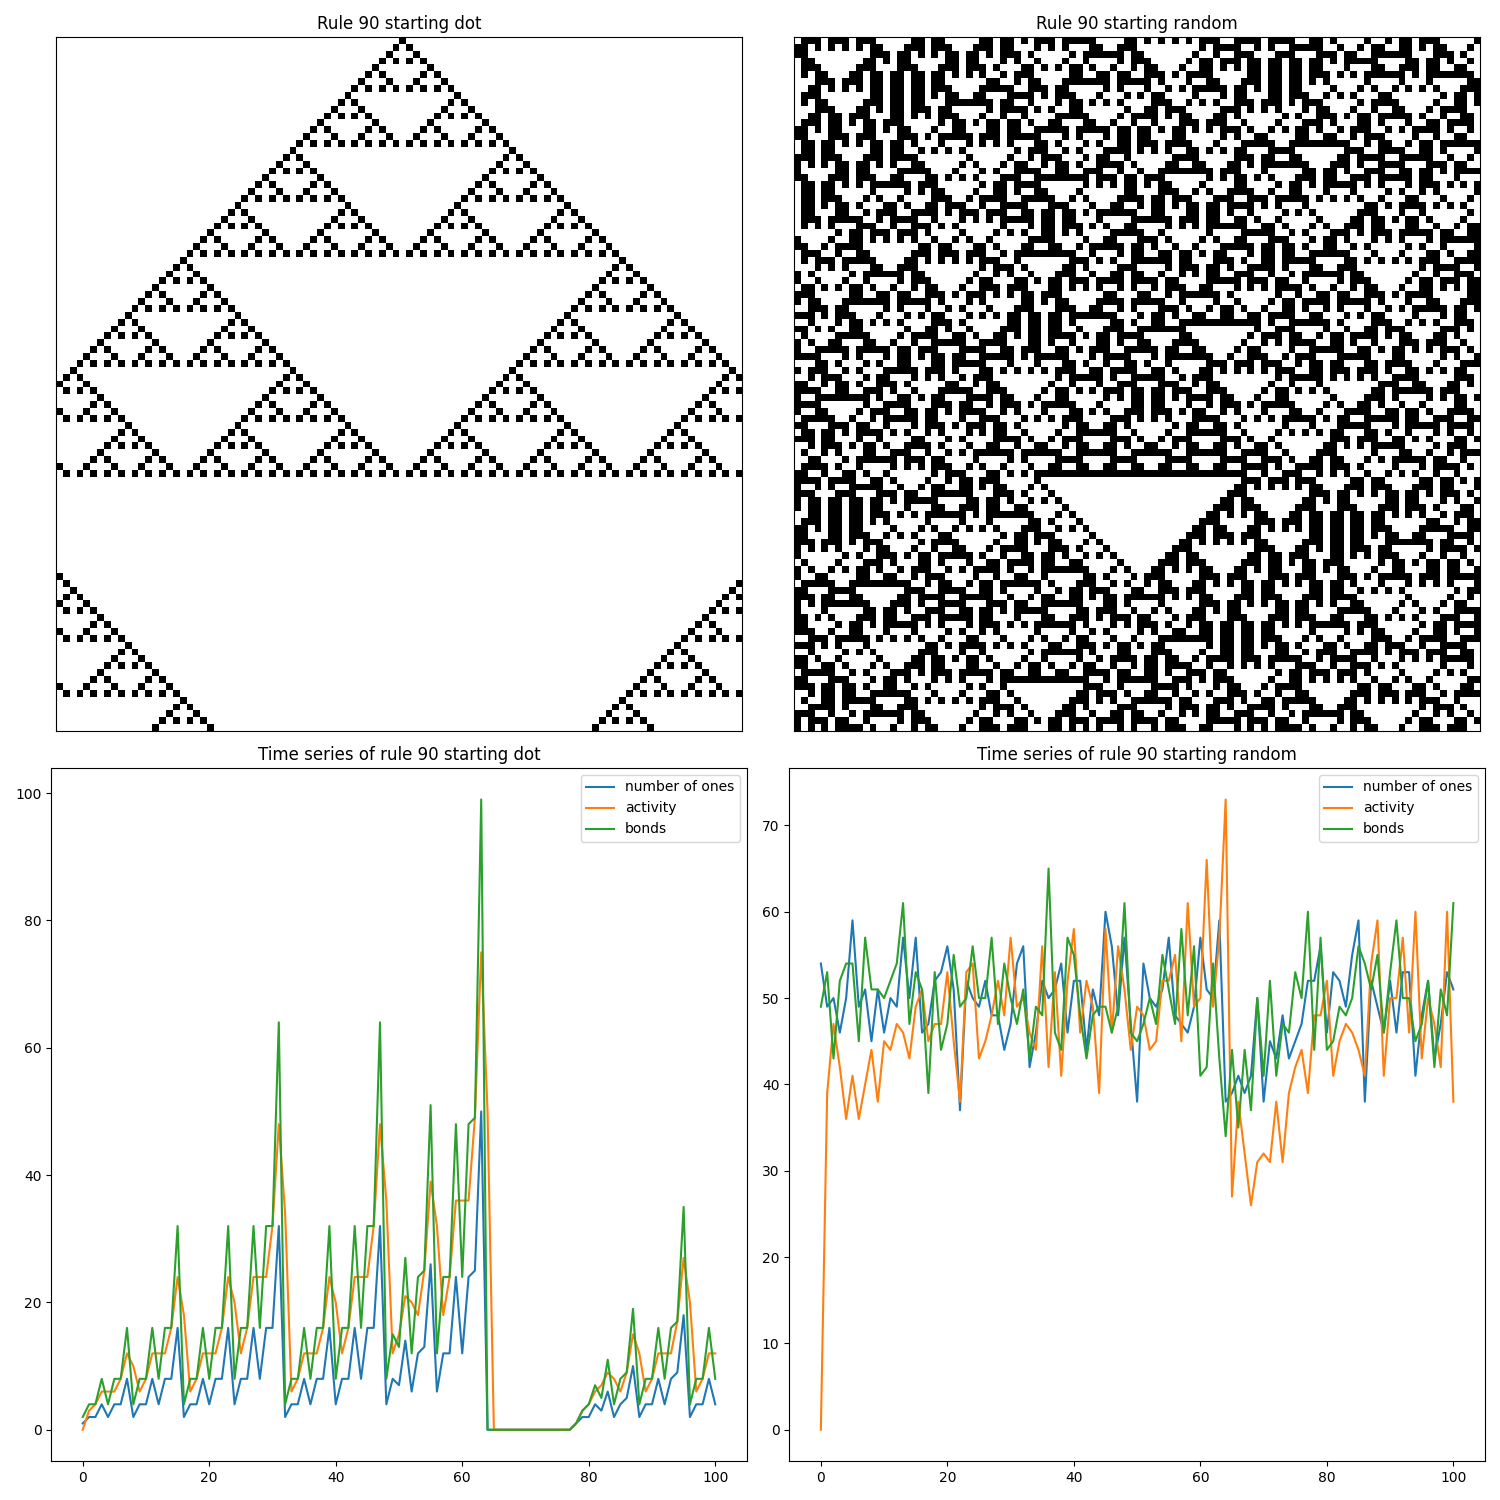 Rule 90 starting dot
Rule 90 starting random
Time series of rule 90 starting dot
number of ones
activity
bonds
100
80
60
40
20
0
0 20 40 60 80 100
Time series of rule 90 starting random
number of ones
activity
bonds
70
60
50
40
30
20
10
0
0 20 40 60 80 100